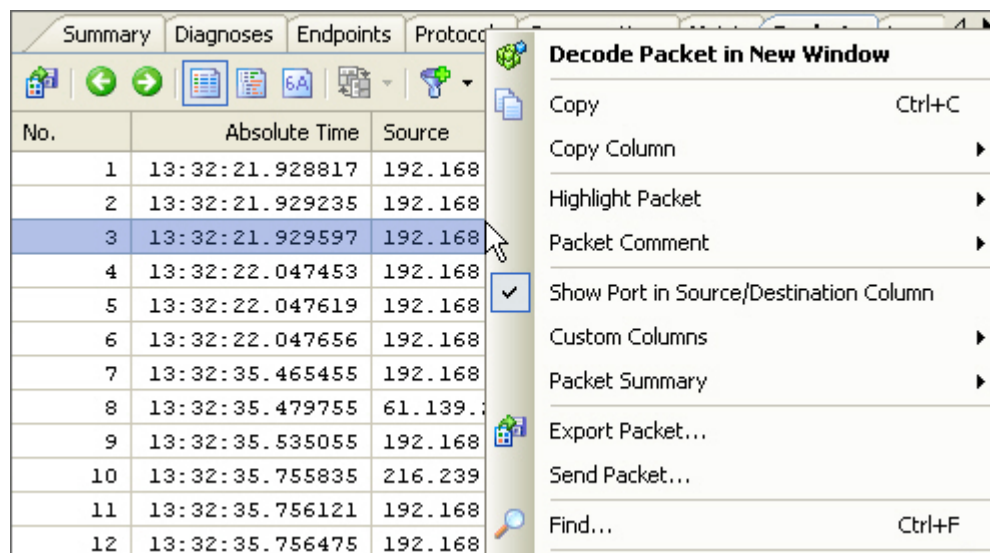 Summary Diagnoses Endpoints
6A
No. Absolute Time Source
1 13:32:21.928817 192.168
2 13:32:21.929235 192.168
3 13:32:21.929597 192.168
4 13:32:22.047453 192.168
5 13:32:22.047619 192.168
6 13:32:22.047656 192.168
7 13:32:35.465455 192.168
8 13:32:35.479755 61.139.
9 13:32:35.535055 192.168
10 13:32:35.755835 216.239
11 13:32:35.756121 192.168
12 13:32:35.756475 192.168
Decode Packet in New Window
Copy Ctrl+C
Copy Column
Highlight Packet
Packet Comment
Show Port in Source/Destination Column
Custom Columns
Packet Summary
Export Packet...
Send Packet...
Find... Ctrl+F